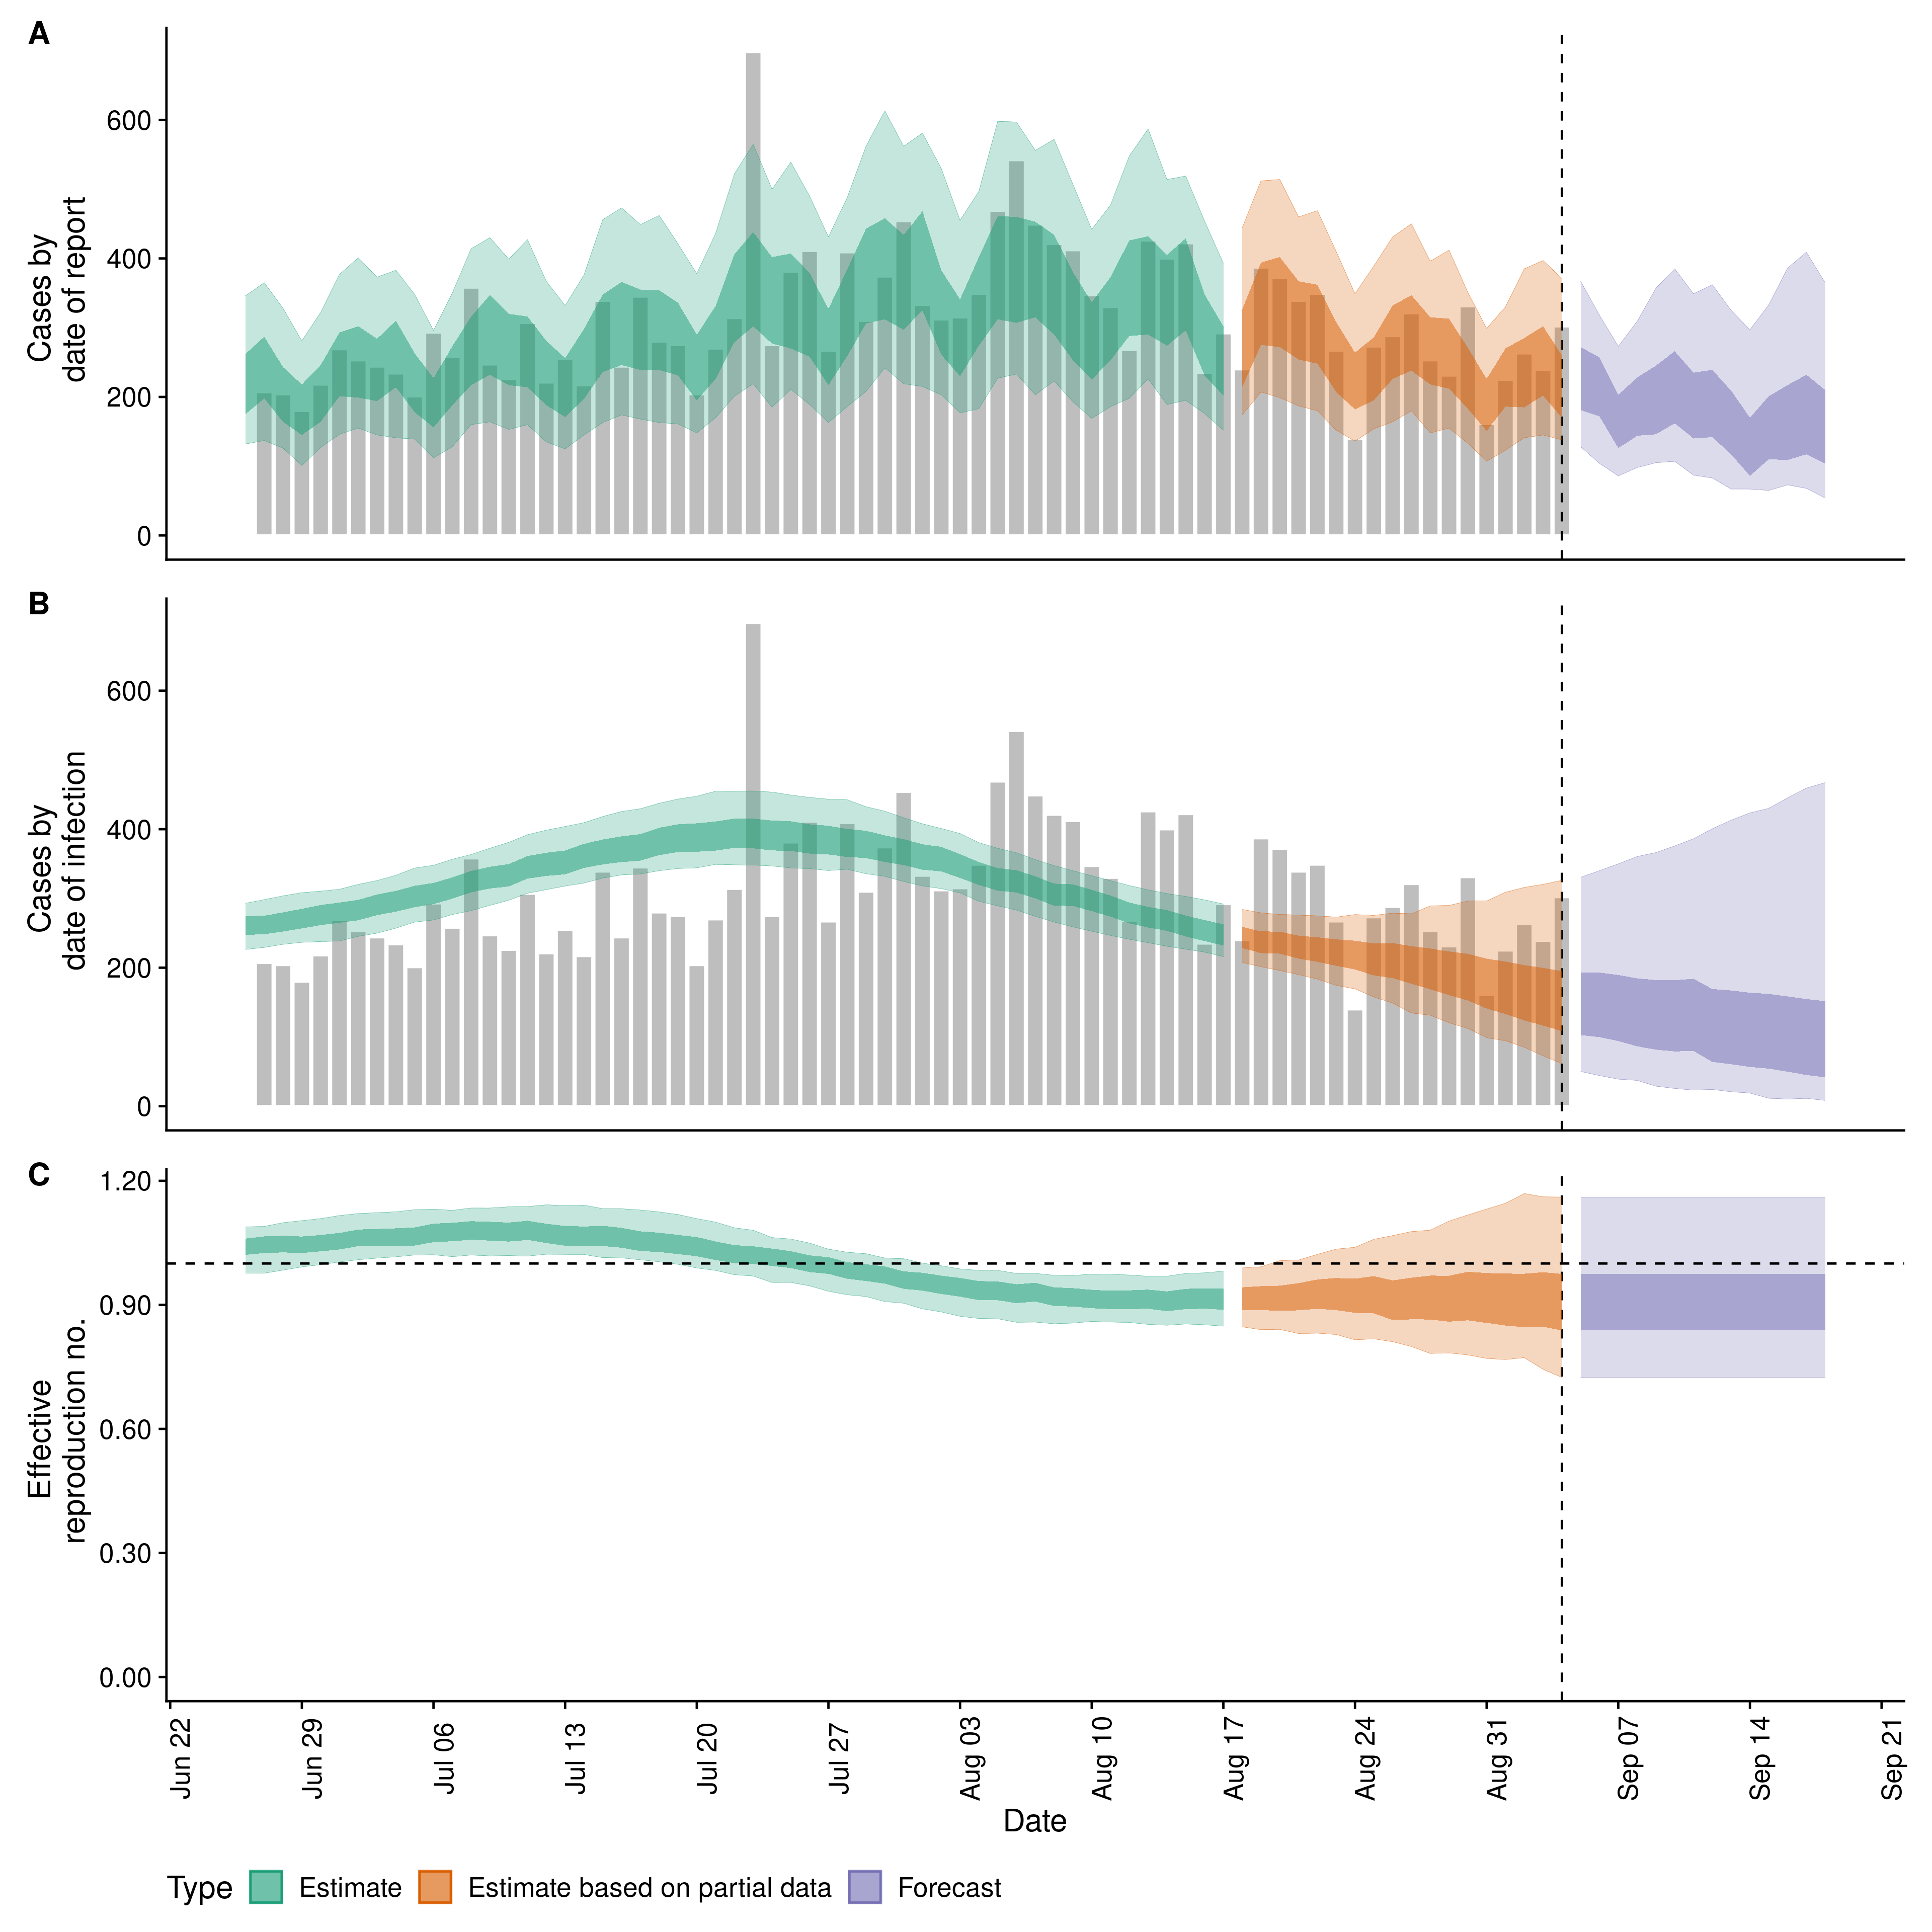 A
Cases by
date of report
600
400
200
0
B
Cases by
date of infection
600
400
200
0
C
Effective
reproduction no.
1.20
0.90
0.60
0.30
0.00
Jun 22
Jun 29
Jul 06
Jul 13
Jul 20
Jul 27
Aug 03
Aug 10
Aug 17
Aug 24
Aug 31
Sep 07
Sep 14
Sep 21
Date
Type Estimate Estimate based on partial data Forecast